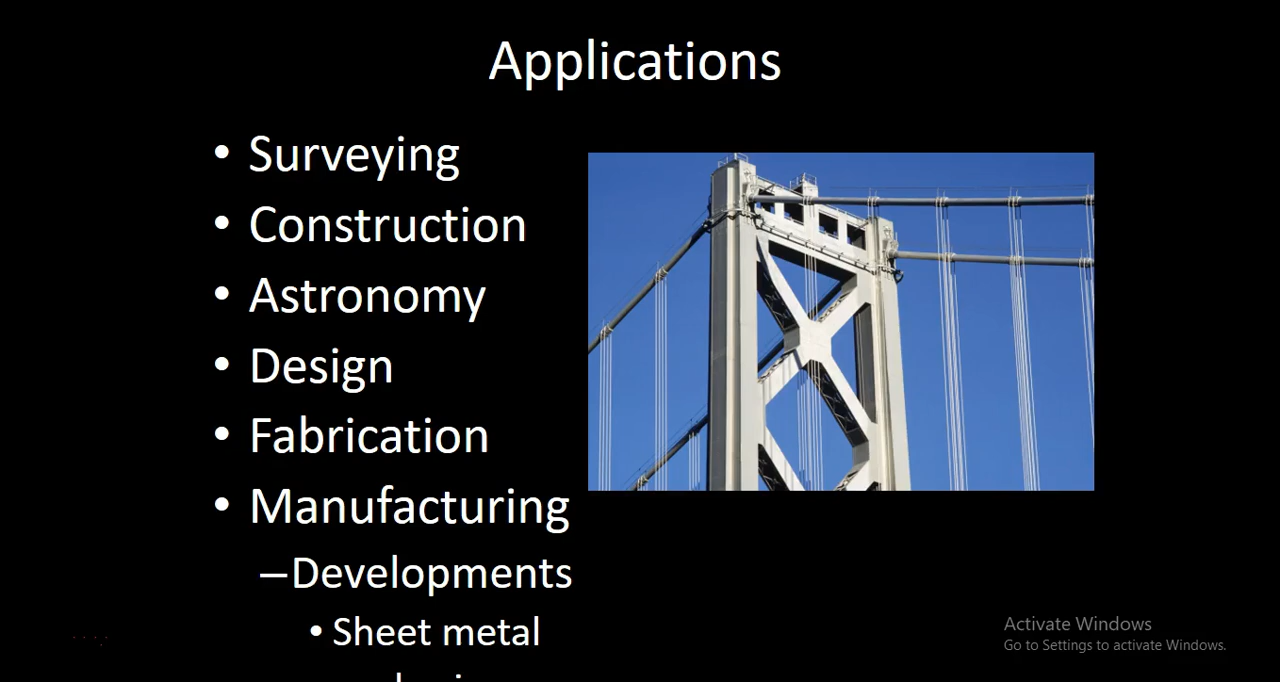 Applications
• Surveying
• Construction
• Astronomy
• Design
• Fabrication
• Manufacturing
–Developments
• Sheet metal
Activate Windows
Go to Settings to activate Windows.